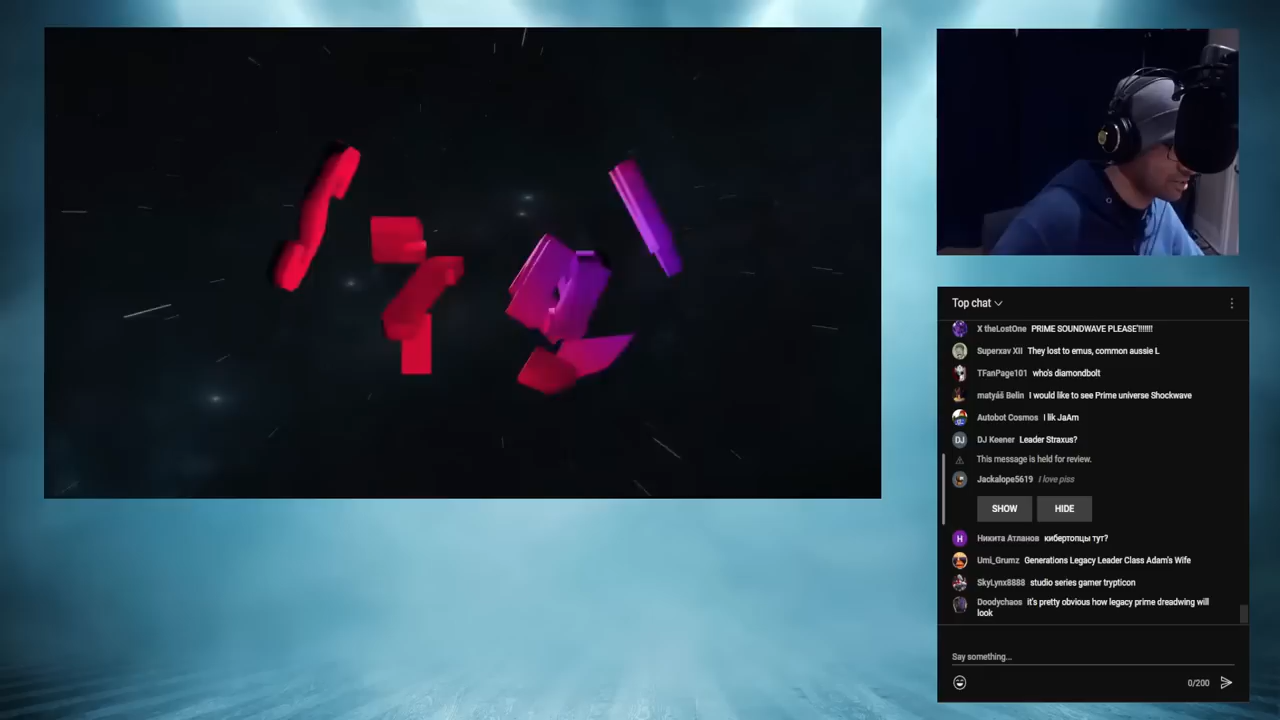 Top chat
X theLostOne PRIME SOUNDWAVE PLEASE'!!!!!!!
Superxav XII They lost to emus, common aussie L
TFanPage101 who's diamondbolt
matyáš Belin I would like to see Prime universe Shockwave
Autobot Cosmos I lik JaAm
DJ
DJ Keener Leader Straxus?
This message is held for review.
Jackalope5619 I love piss
SHOW HIDE
Н
Никита Атланов кибертопцы тут?
Umi_Grumz Generations Legacy Leader Class Adam's Wife
SkyLynx8888 studio series gamer trypticon
Doodychaos it's pretty obvious how legacy prime dreadwing will
look
Say something...
0/200